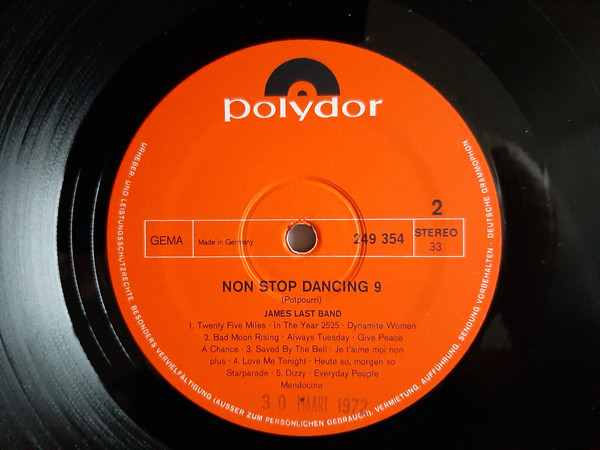 polydor
2
GEMA
Made in Germany
249 354
STEREO
33
NON STOP DANCING 9
(Potpourri)
JAMES LAST BAND
1. Twenty Five Miles · In The Year 2525 · Dynamite Women
2. Bad Moon Rising · Always Tuesday · Give Peace
A Chance · 3. Saved By The Bell · Je t'aime moi non
plus · 4. Love Me Tonight · Heute so, morgen so
Starparade · 5. Dizzy · Everyday People
Mendocino
30 MAART 1972
URHEBER- UND LEISTUNGSSCHUTZRECHTE, BESONDERS VERVIELFÄLTIGUNG (AUSSER ZUM PERSÖNLICHEN GEBRAUCH!), VERMIETUNG, AUFFÜHRUNG, SENDUNG VORBEHALTEN DEUTSCHE GRAMMOPHON